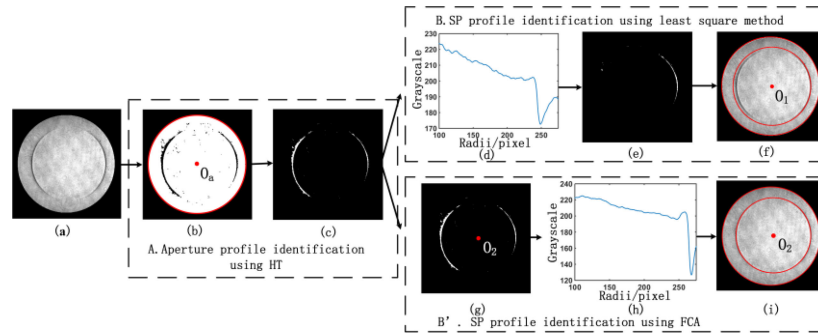 B. SP profile identification using least square method
Grayscale
230
220
210
200
190
180
170
100
150
200
250
Radii/pixel
(d)
(e)
O1
(f)
Oa
(a)
(b)
(c)
A. Aperture profile identification
using HT
O2
(g)
Grayscale
240
220
200
180
160
140
120
100
150
200
250
Radii/pixel
(h)
O2
(i)
B'. SP profile identification using FCA